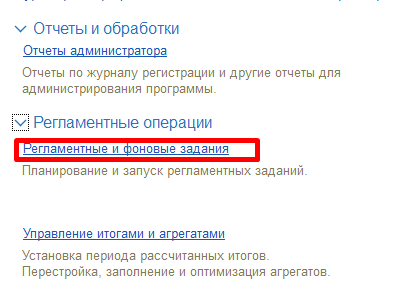 Отчеты и обработки
Отчеты администратора
Отчеты по журналу регистрации и другие отчеты для
администрирования программы.
Регламентные операции
Регламентные и фоновые задания
Планирование и запуск регламентных заданий.
Управление итогами и агрегатами
Установка периода рассчитанных итогов.
Перестройка, заполнение и оптимизация агрегатов.